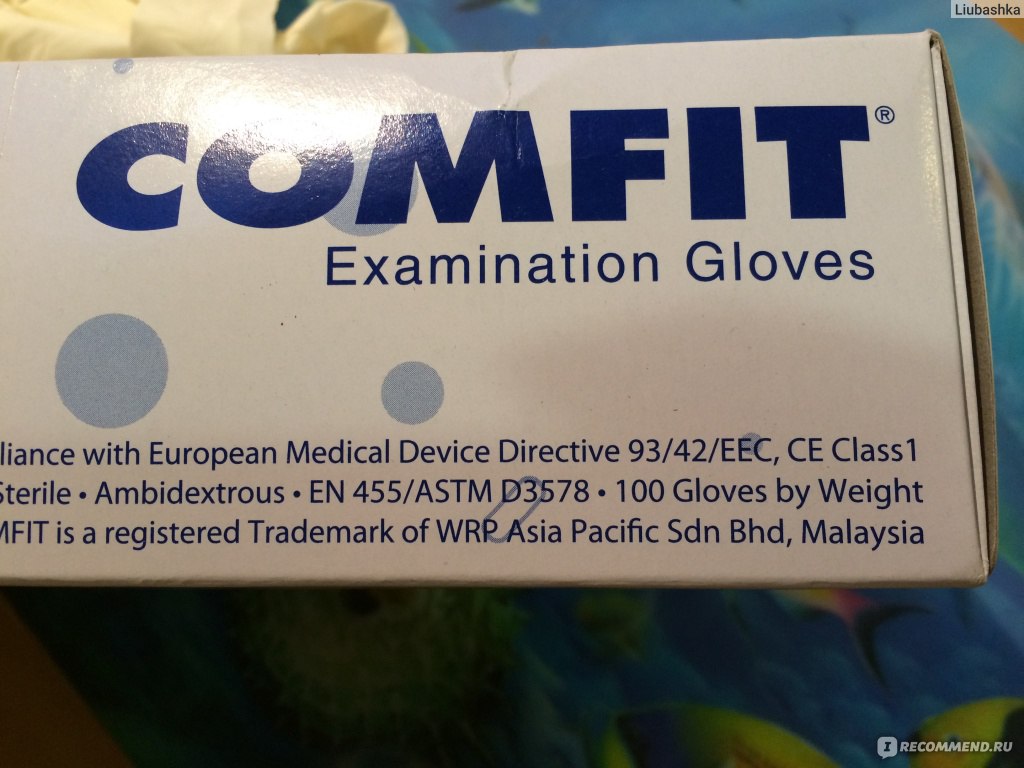 Liubashka
COMFIT®
Examination Gloves
liance with European Medical Device Directive 93/42/EEC, CE Class1
Sterile • Ambidextrous • EN 455/ASTM D3578 • 100 Gloves by Weight
MFIT is a registered Trademark of WRP Asia Pacific Sdn Bhd, Malaysia
IRECOMMEND.RU